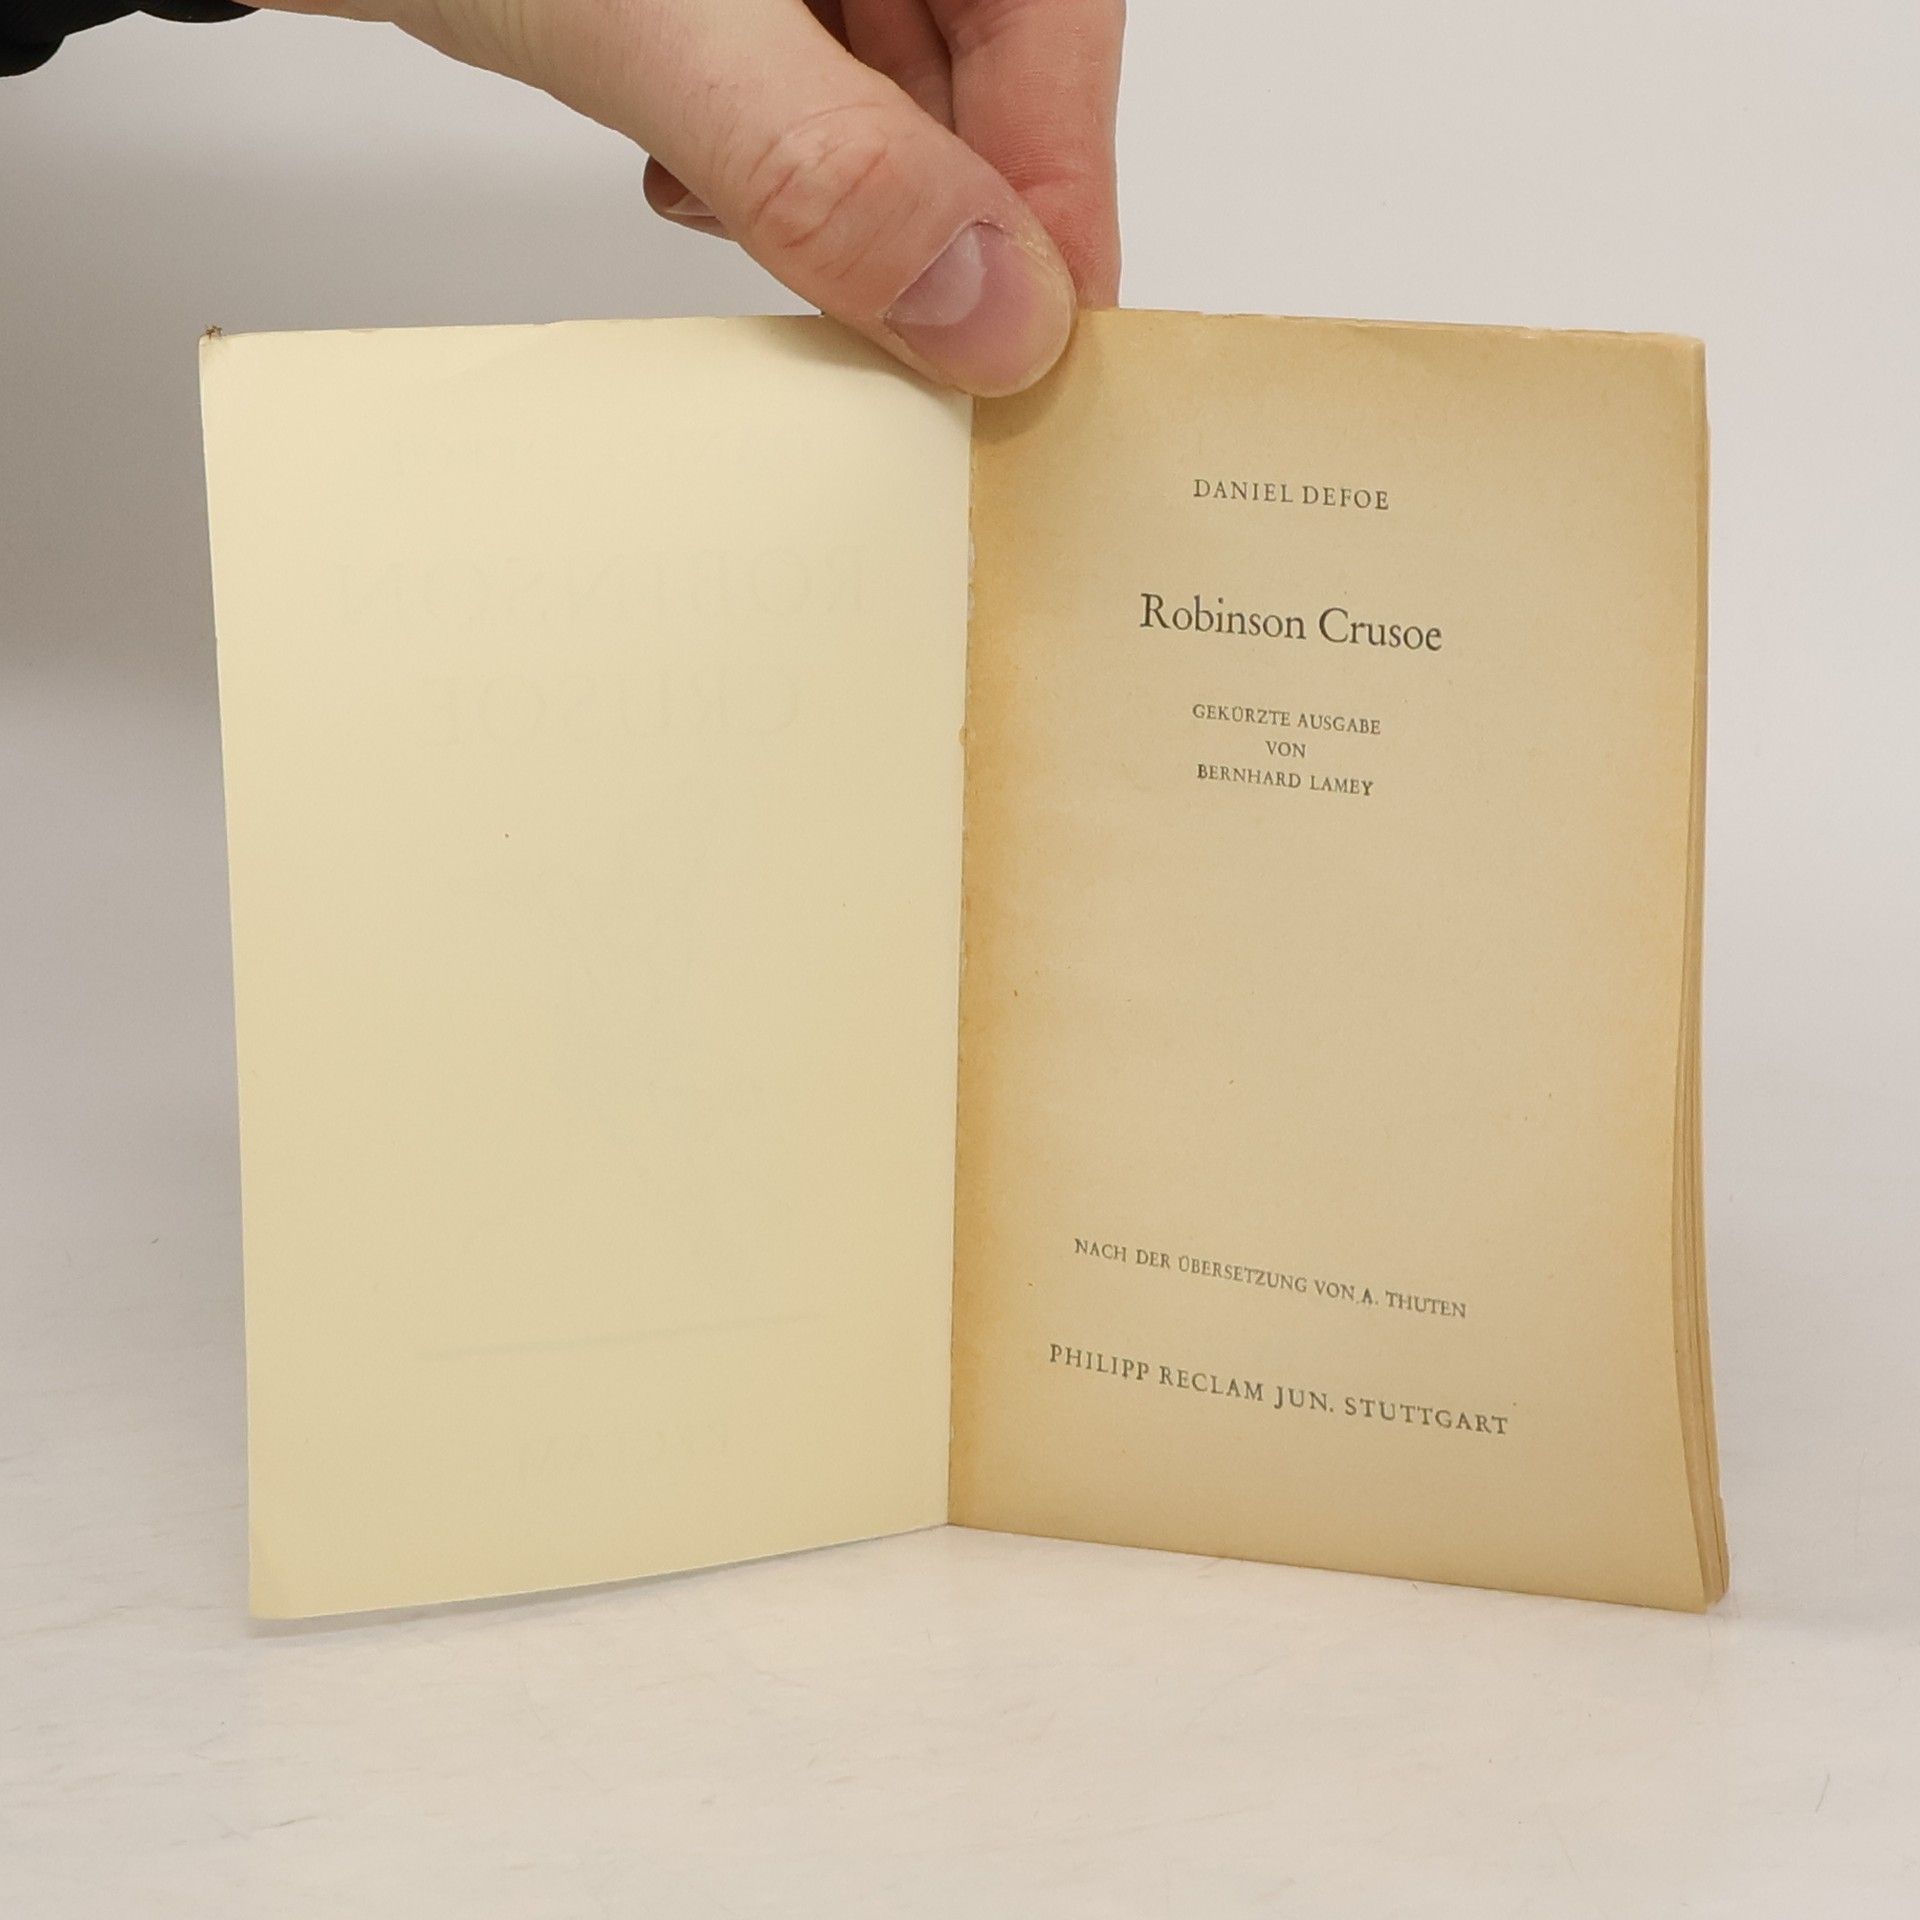 DANIEL DEFOE
Robinson Crusoe
GEKÜRZTE AUSGABE
VON
BERNHARD LAMEY
NACH DER ÜBERSETZUNG VON A. THUTEN
PHILIPP RECLAM JUN. STUTTGART